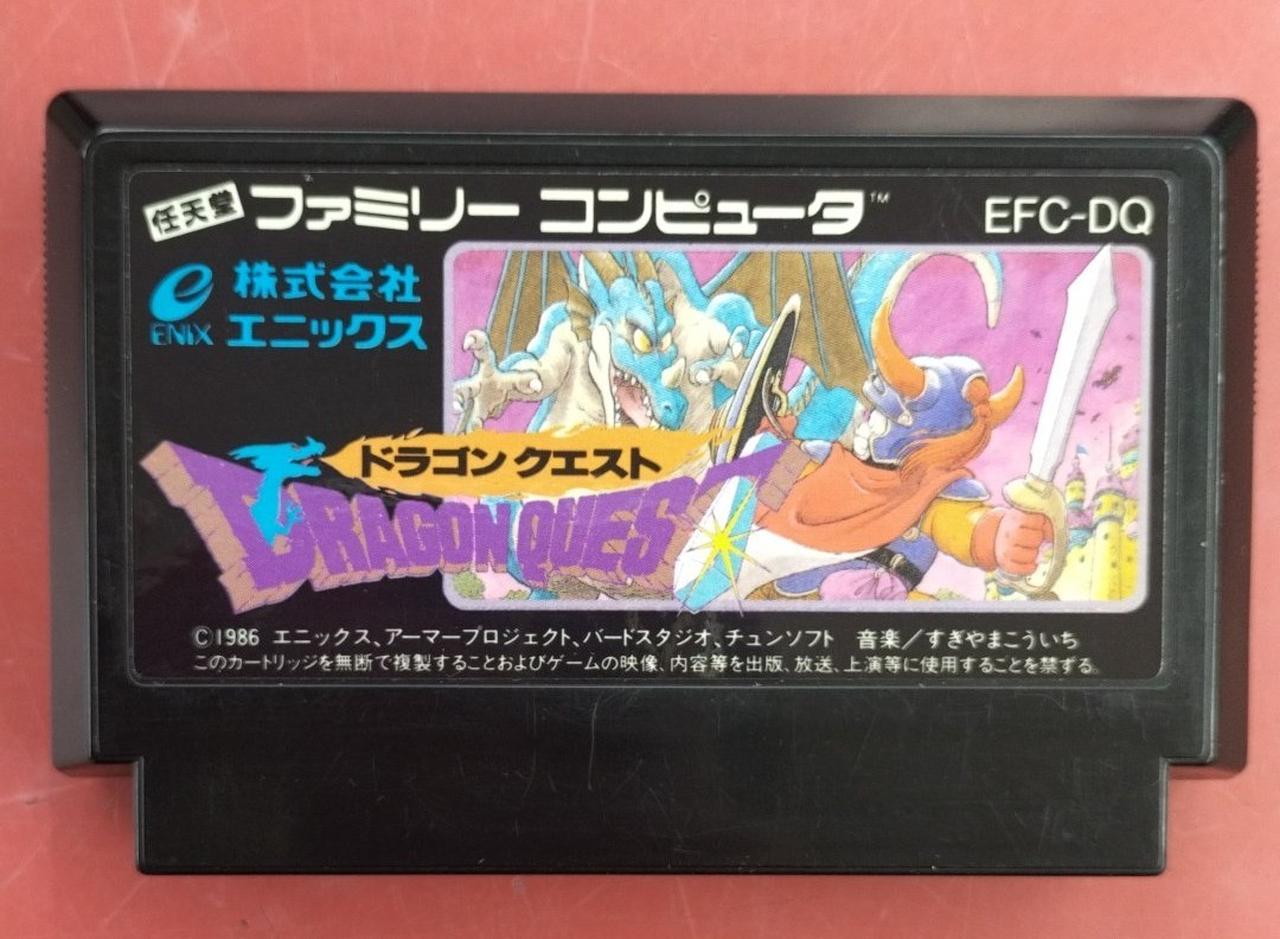 任天堂 ファミリー コンピュータ™ EFC-DQ
e 株式会社
ENIX エニックス
ドラゴン クエスト
DRAGON QUEST
©1986 エニックス、アーマープロジェクト、バードスタジオ、チュンソフト 音楽／すぎやまこういち
このカートリッジを無断で複製することおよびゲームの映像、内容等を出版、放送、上演等に使用することを禁ずる。